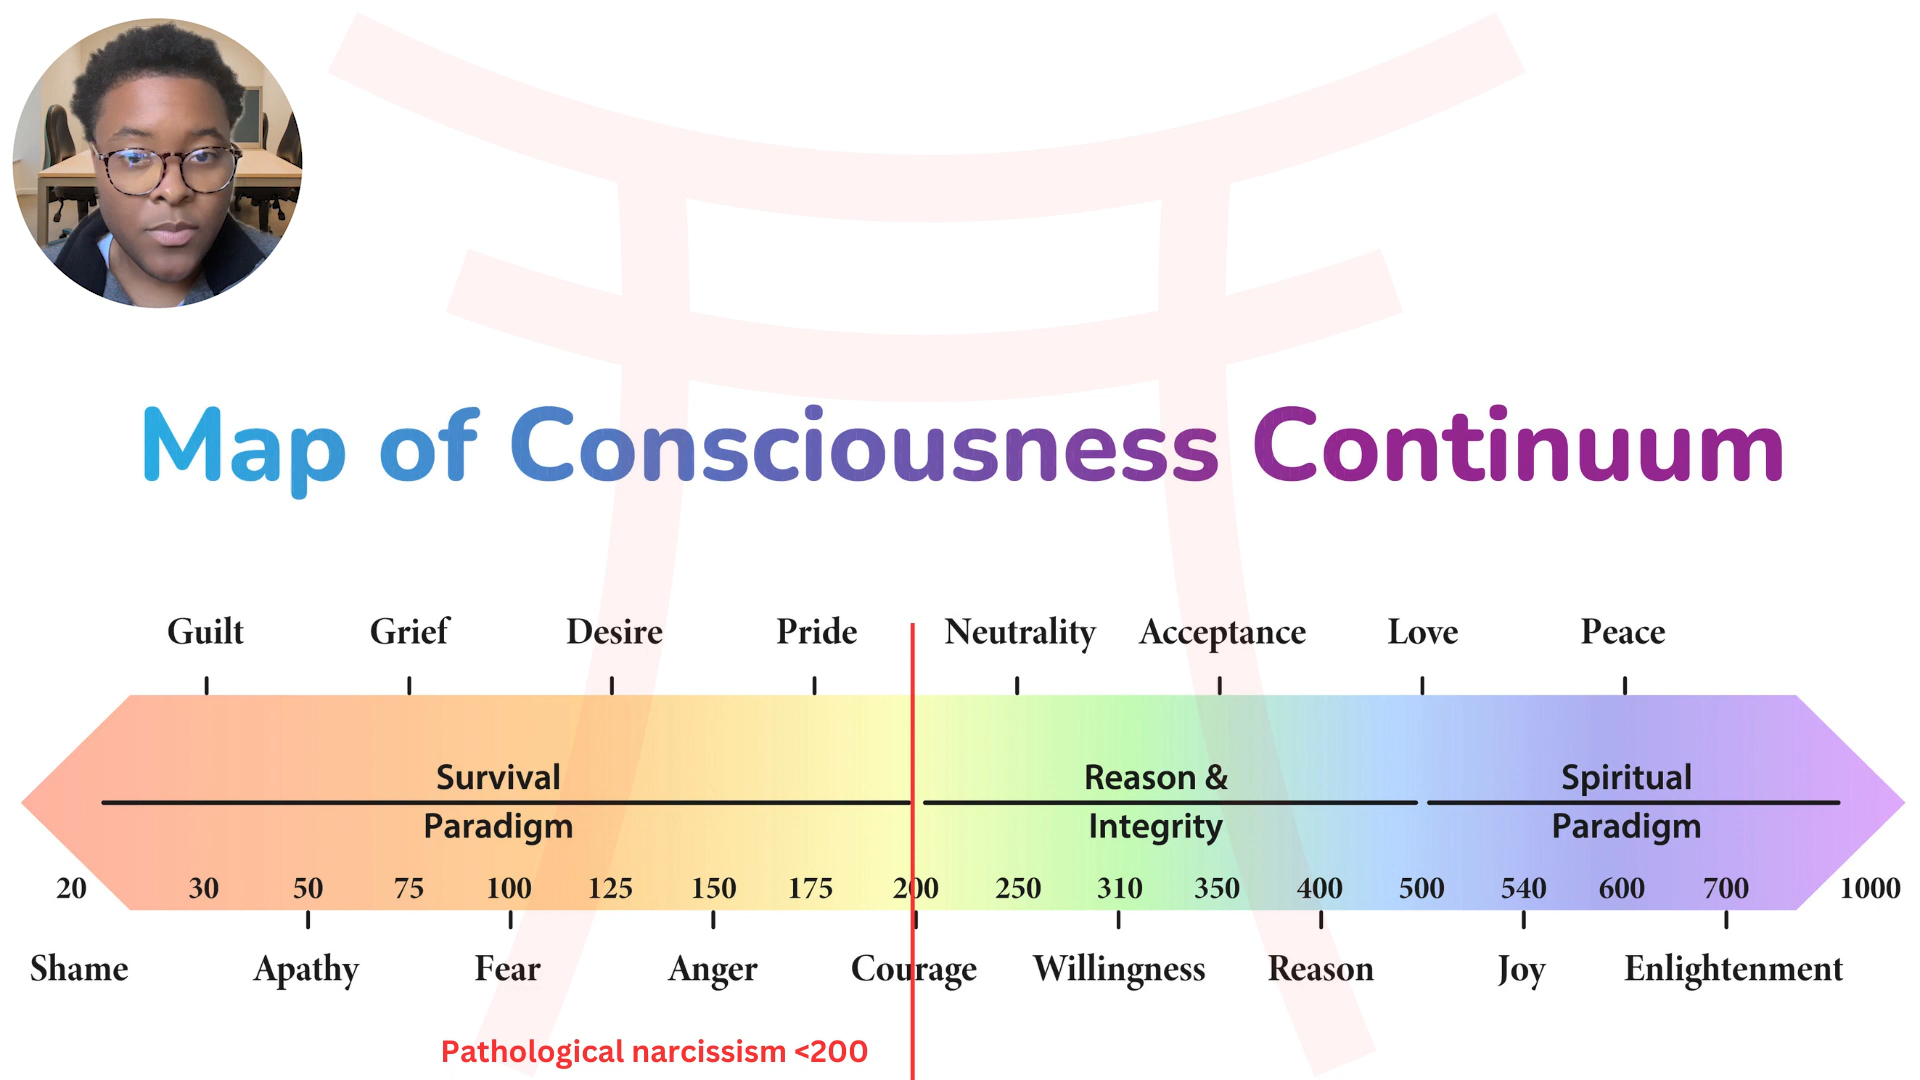 Map of Consciousness Continuum
Guilt Grief Desire Pride Neutrality Acceptance Love Peace
Survival Reason & Spiritual
Paradigm Integrity Paradigm
20 30 50 75 100 125 150 175 200 250 310 350 400 500 540 600 700 1000
Shame Apathy Fear Anger Courage Willingness Reason Joy Enlightenment
Pathological narcissism <200